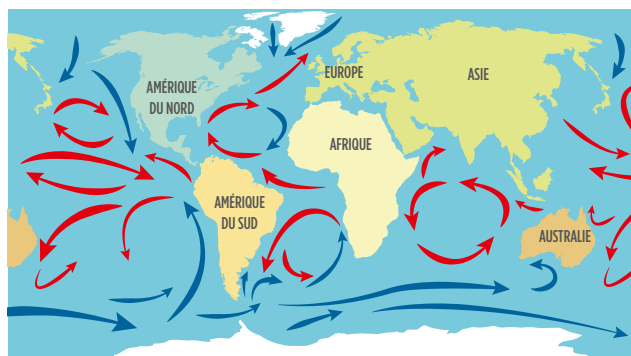 AMÉRIQUE
DU NORD
EUROPE
ASIE
AFRIQUE
AMÉRIQUE
DU SUD
AUSTRALIE